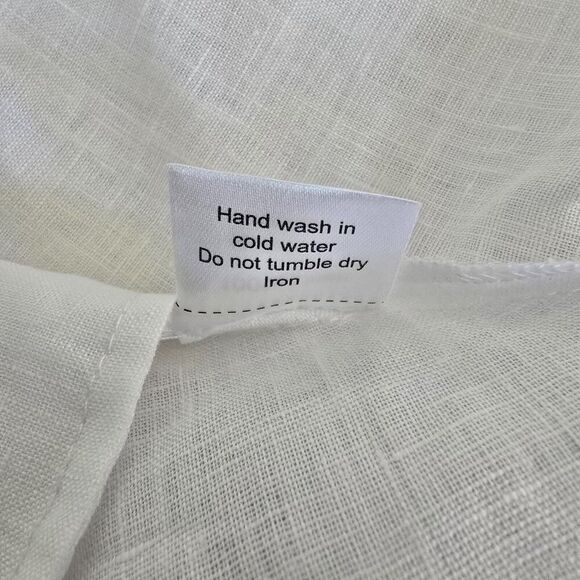 Hand wash in
cold water
Do not tumble dry
Iron